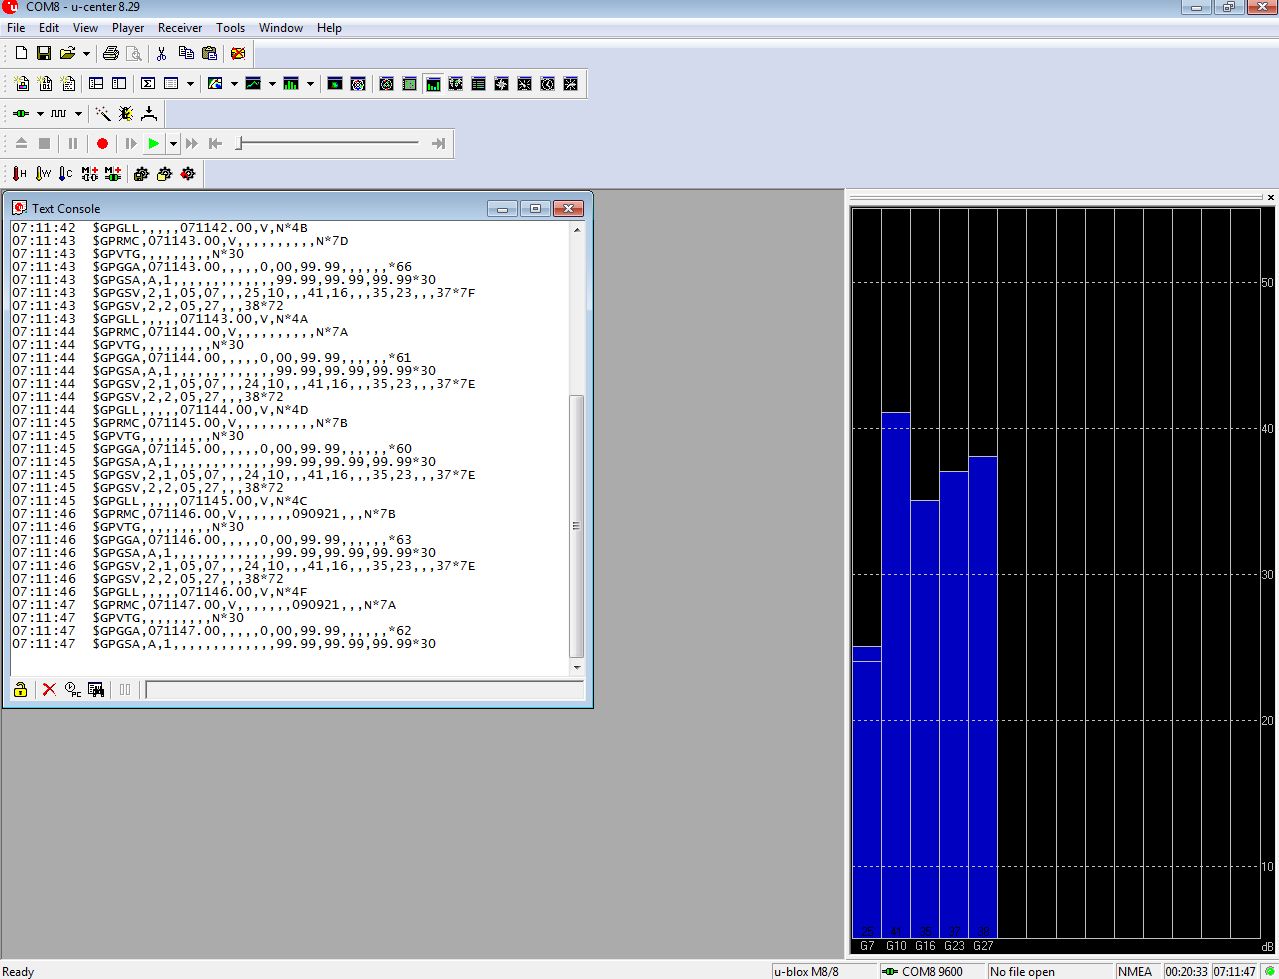 COM8 - u-center 8.29
File Edit View Player Receiver Tools Window Help
Text Console
07:11:42 $GPGLL,,,,,071142.00,V,N*4B
07:11:43 $GPRMC,071143.00,V,,,,,,,,,,N*7D
07:11:43 $GPVTG,,,,,,,,,N*30
07:11:43 $GPGGA,071143.00,,,,,0,00,99.99,,,,,,*66
07:11:43 $GPGSA,A,1,,,,,,,,,,,,,99.99,99.99,99.99*30
07:11:43 $GPGSV,2,1,05,07,,,25,10,,,41,16,,,35,23,,,37*7F
07:11:43 $GPGSV,2,2,05,27,,,38*72
07:11:43 $GPGLL,,,,,071143.00,V,N*4A
07:11:44 $GPRMC,071144.00,V,,,,,,,,,,N*7A
07:11:44 $GPVTG,,,,,,,,,N*30
07:11:44 $GPGGA,071144.00,,,,,0,00,99.99,,,,,,*61
07:11:44 $GPGSA,A,1,,,,,,,,,,,,,99.99,99.99,99.99*30
07:11:44 $GPGSV,2,1,05,07,,,24,10,,,41,16,,,35,23,,,37*7E
07:11:44 $GPGSV,2,2,05,27,,,38*72
07:11:44 $GPGLL,,,,,071144.00,V,N*4D
07:11:45 $GPRMC,071145.00,V,,,,,,,,,,N*7B
07:11:45 $GPVTG,,,,,,,,,N*30
07:11:45 $GPGGA,071145.00,,,,,0,00,99.99,,,,,,*60
07:11:45 $GPGSA,A,1,,,,,,,,,,,,,99.99,99.99,99.99*30
07:11:45 $GPGSV,2,1,05,07,,,24,10,,,41,16,,,35,23,,,37*7E
07:11:45 $GPGSV,2,2,05,27,,,38*72
07:11:45 $GPGLL,,,,,071145.00,V,N*4C
07:11:46 $GPRMC,071146.00,V,,,,,,,090921,,,N*7B
07:11:46 $GPVTG,,,,,,,,,N*30
07:11:46 $GPGGA,071146.00,,,,,0,00,99.99,,,,,,*63
07:11:46 $GPGSA,A,1,,,,,,,,,,,,,99.99,99.99,99.99*30
07:11:46 $GPGSV,2,1,05,07,,,24,10,,,41,16,,,35,23,,,37*7E
07:11:46 $GPGSV,2,2,05,27,,,38*72
07:11:46 $GPGLL,,,,,071146.00,V,N*4F
07:11:47 $GPRMC,071147.00,V,,,,,,,090921,,,N*7A
07:11:47 $GPVTG,,,,,,,,,N*30
07:11:47 $GPGGA,071147.00,,,,,0,00,99.99,,,,,,*62
07:11:47 $GPGSA,A,1,,,,,,,,,,,,,99.99,99.99,99.99*30
50
40
30
20
10
25 41 35 37 38
G7 G10 G16 G23 G27 dB
Ready u-blox M8/8 COM8 9600 No file open NMEA 00:20:33 07:11:47